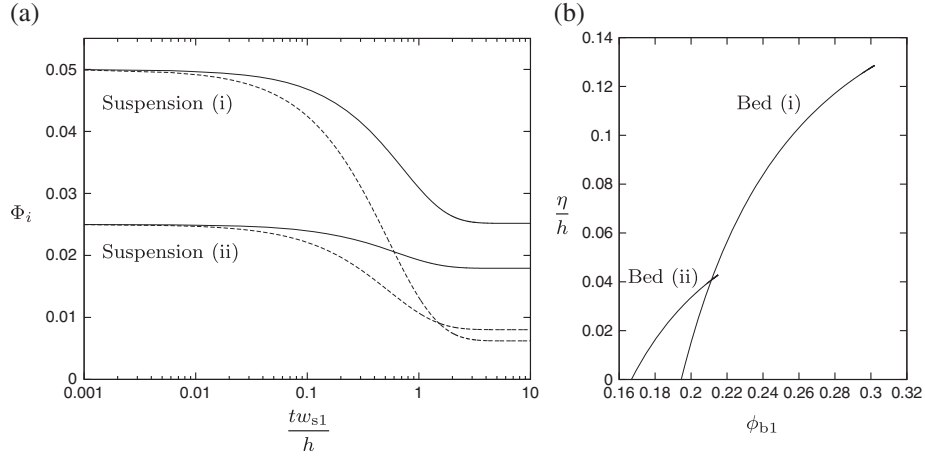 (a)
0.05
0.04
0.03
0.02
0.01
0
Φi
Suspension (i)
Suspension (ii)
0.001
0.01
0.1
1
10
tws1
h
(b)
0.14
0.12
0.1
0.08
0.06
0.04
0.02
0
η
h
Bed (i)
Bed (ii)
0.16 0.18 0.2 0.22 0.24 0.26 0.28 0.3 0.32
ϕb1